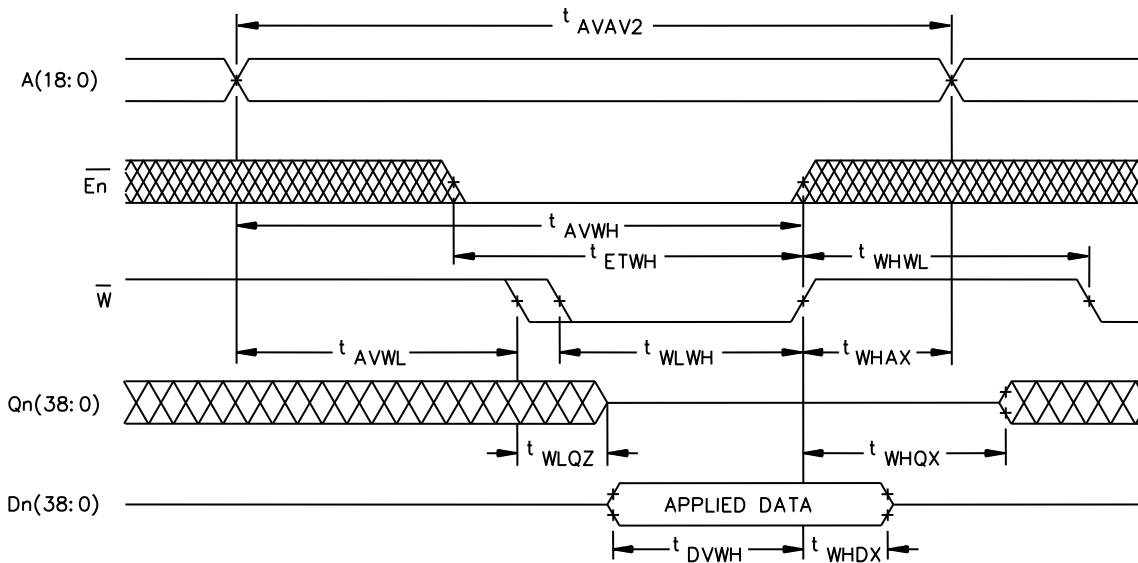 t AVAV2
A(18:0)
En
t AVWH
t ETWH
t WHWL
W
t AVWL
t WLWH
t WHAX
Qn(38:0)
t WLQZ
t WHQX
Dn(38:0)
APPLIED DATA
t DVWH
t WHDX